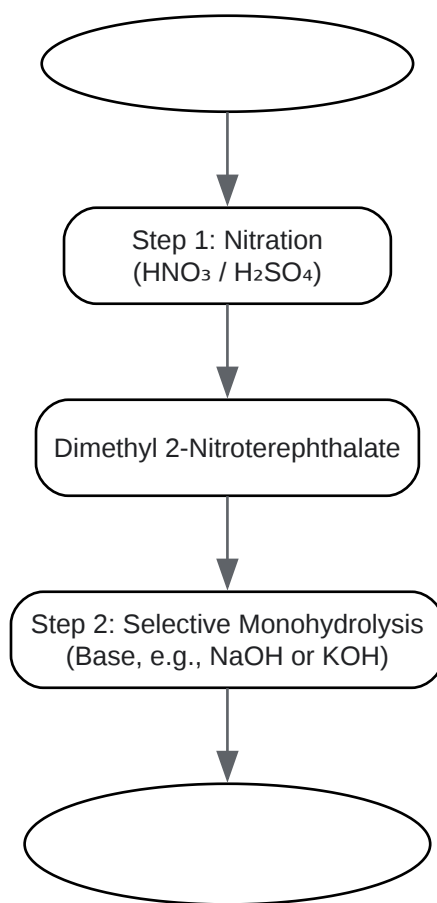 Step 1: Nitration
(HNO₃ / H₂SO₄)
Dimethyl 2-Nitroterephthalate
Step 2: Selective Monohydrolysis
(Base, e.g., NaOH or KOH)